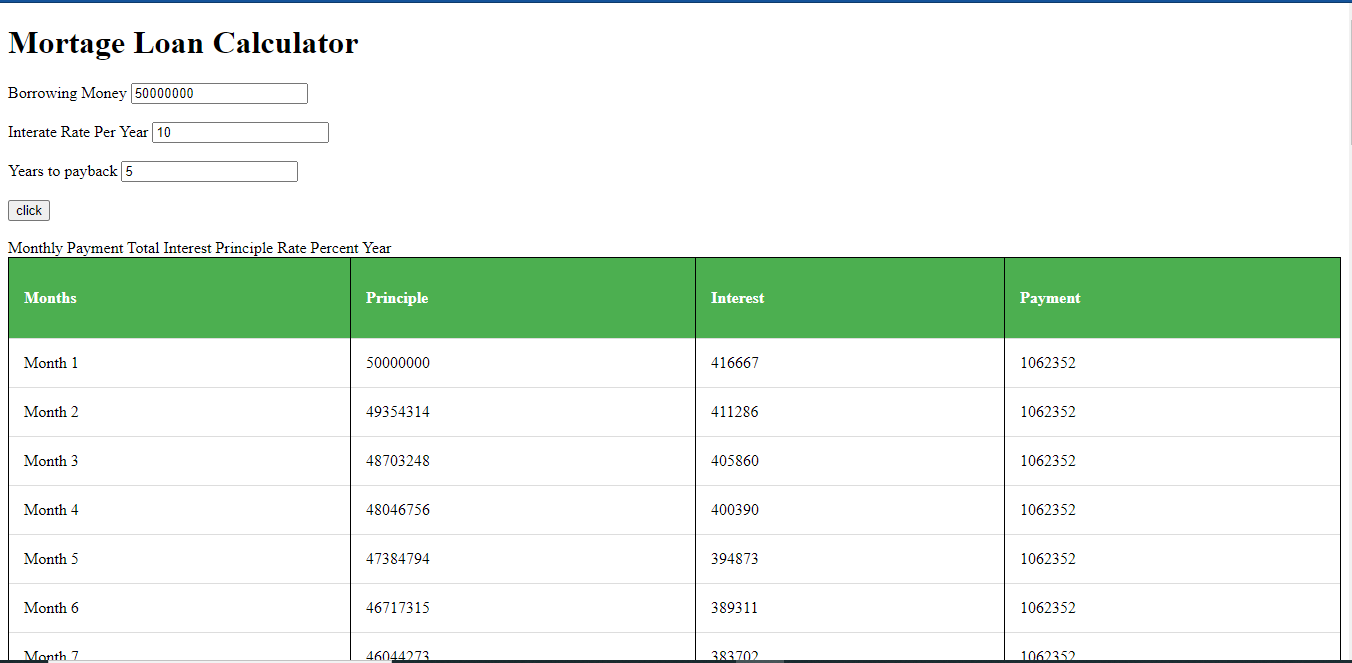 Mortage Loan Calculator
Borrowing Money 50000000
Interate Rate Per Year 10
Years to payback 5
click
Monthly Payment Total Interest Principle Rate Percent Year
Months Principle Interest Payment
Month 1 50000000 416667 1062352
Month 2 49354314 411286 1062352
Month 3 48703248 405860 1062352
Month 4 48046756 400390 1062352
Month 5 47384794 394873 1062352
Month 6 46717315 389311 1062352
Month 7 46044273 383702 1062352